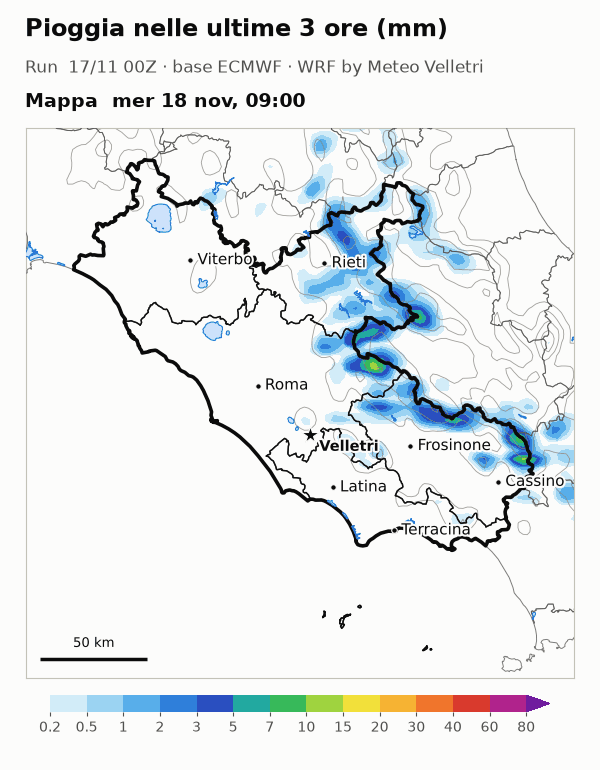 Pioggia nelle ultime 3 ore (mm)
Run  17/11 00Z · base ECMWF · WRF by Meteo Velletri
Mappa  mer 18 nov, 09:00
Viterbo
Rieti
Roma
Velletri
Frosinone
Latina
Cassino
Terracina
50 km
0.2 0.5 1 2 3 5 7 10 15 20 30 40 60 80